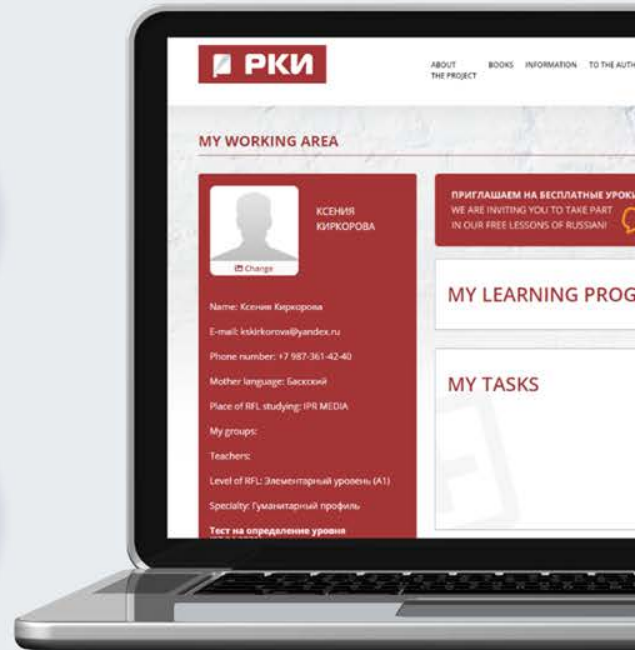 РКИ
ABOUT
THE PROJECT
BOOKS
INFORMATION
TO THE AUTH
MY WORKING AREA
КСЕНИЯ
КИРКОРОВА
Change
Name: Ксения Киркорова
E-mail: kskirkorova@yandex.ru
Phone number: +7 987-361-42-40
Mother language: Баскский
Place of RFL studying: IPR MEDIA
My groups:
Teachers:
Level of RFL: Элементарный уровень (A1)
Specialty: Гуманитарный профиль
Тест на определение уровня
ПРИГЛАШАЕМ НА БЕСПЛАТНЫЕ УРОКИ
WE ARE INVITING YOU TO TAKE PART
IN OUR FREE LESSONS OF RUSSIAN!
MY LEARNING PROG
MY TASKS